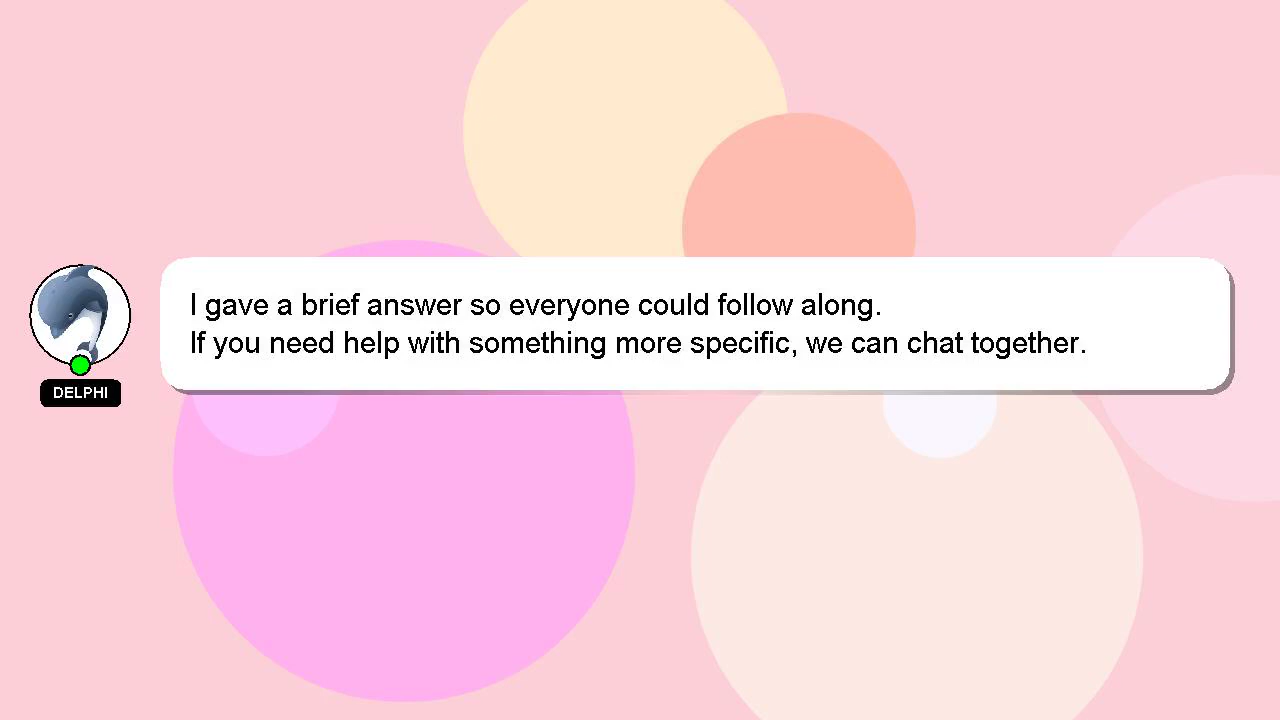 I gave a brief answer so everyone could follow along.
If you need help with something more specific, we can chat together.
DELPHI